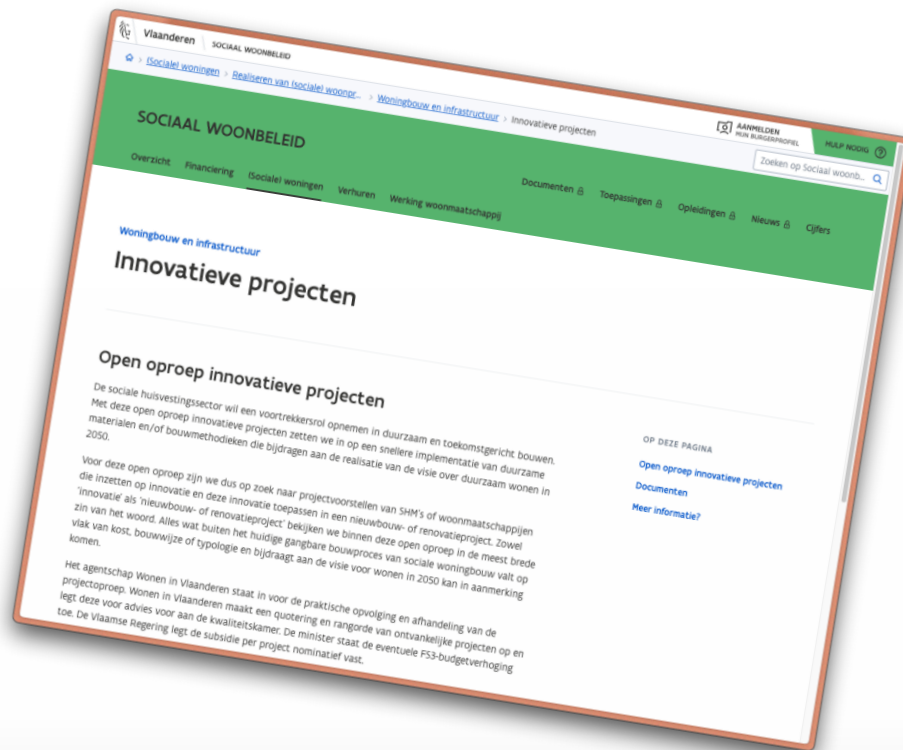 Vlaanderen
SOCIAAL WOONBELEID
(Sociale) woningen > Realiseren van (sociale) woonpr... > Woningbouw en infrastructuur > Innovatieve projecten
AANMELDEN
MIJN BURGERPROFIEL
HULP NODIG
Zoeken op Sociaal woonb...
SOCIAAL WOONBELEID
Overzicht
Financiering
(Sociale) woningen
Verhuren
Werking woonmaatschappij
Documenten
Toepassingen
Opleidingen
Nieuws
Cijfers
Woningbouw en infrastructuur
Innovatieve projecten
Open oproep innovatieve projecten
De sociale huisvestingssector wil een voortrekkersrol opnemen in duurzaam en toekomstgericht bouwen.
Met deze open oproep innovatieve projecten zetten we in op een snellere implementatie van duurzame
materialen en/of bouwmethodieken die bijdragen aan de realisatie van de visie over duurzaam wonen in
2050.
Voor deze open oproep zijn we dus op zoek naar projectvoorstellen van SHM's of woonmaatschappijen
die inzetten op innovatie en deze innovatie toepassen in een nieuwbouw- of renovatieproject. Zowel
'innovatie' als 'nieuwbouw- of renovatieproject' bekijken we binnen deze open oproep in de meest brede
zin van het woord. Alles wat buiten het huidige gangbare bouwproces van sociale woningbouw valt op
vlak van kost, bouwwijze of typologie en bijdraagt aan de visie voor wonen in 2050 kan in aanmerking
komen.
Het agentschap Wonen in Vlaanderen staat in voor de praktische opvolging en afhandeling van de
projectoproep. Wonen in Vlaanderen maakt een quotering en rangorde van ontvankelijke projecten op en
legt deze voor advies voor aan de kwaliteitskamer. De minister staat de eventuele FS3-budgetverhoging
toe. De Vlaamse Regering legt de subsidie per project nominatief vast.
OP DEZE PAGINA
Open oproep innovatieve projecten
Documenten
Meer informatie?